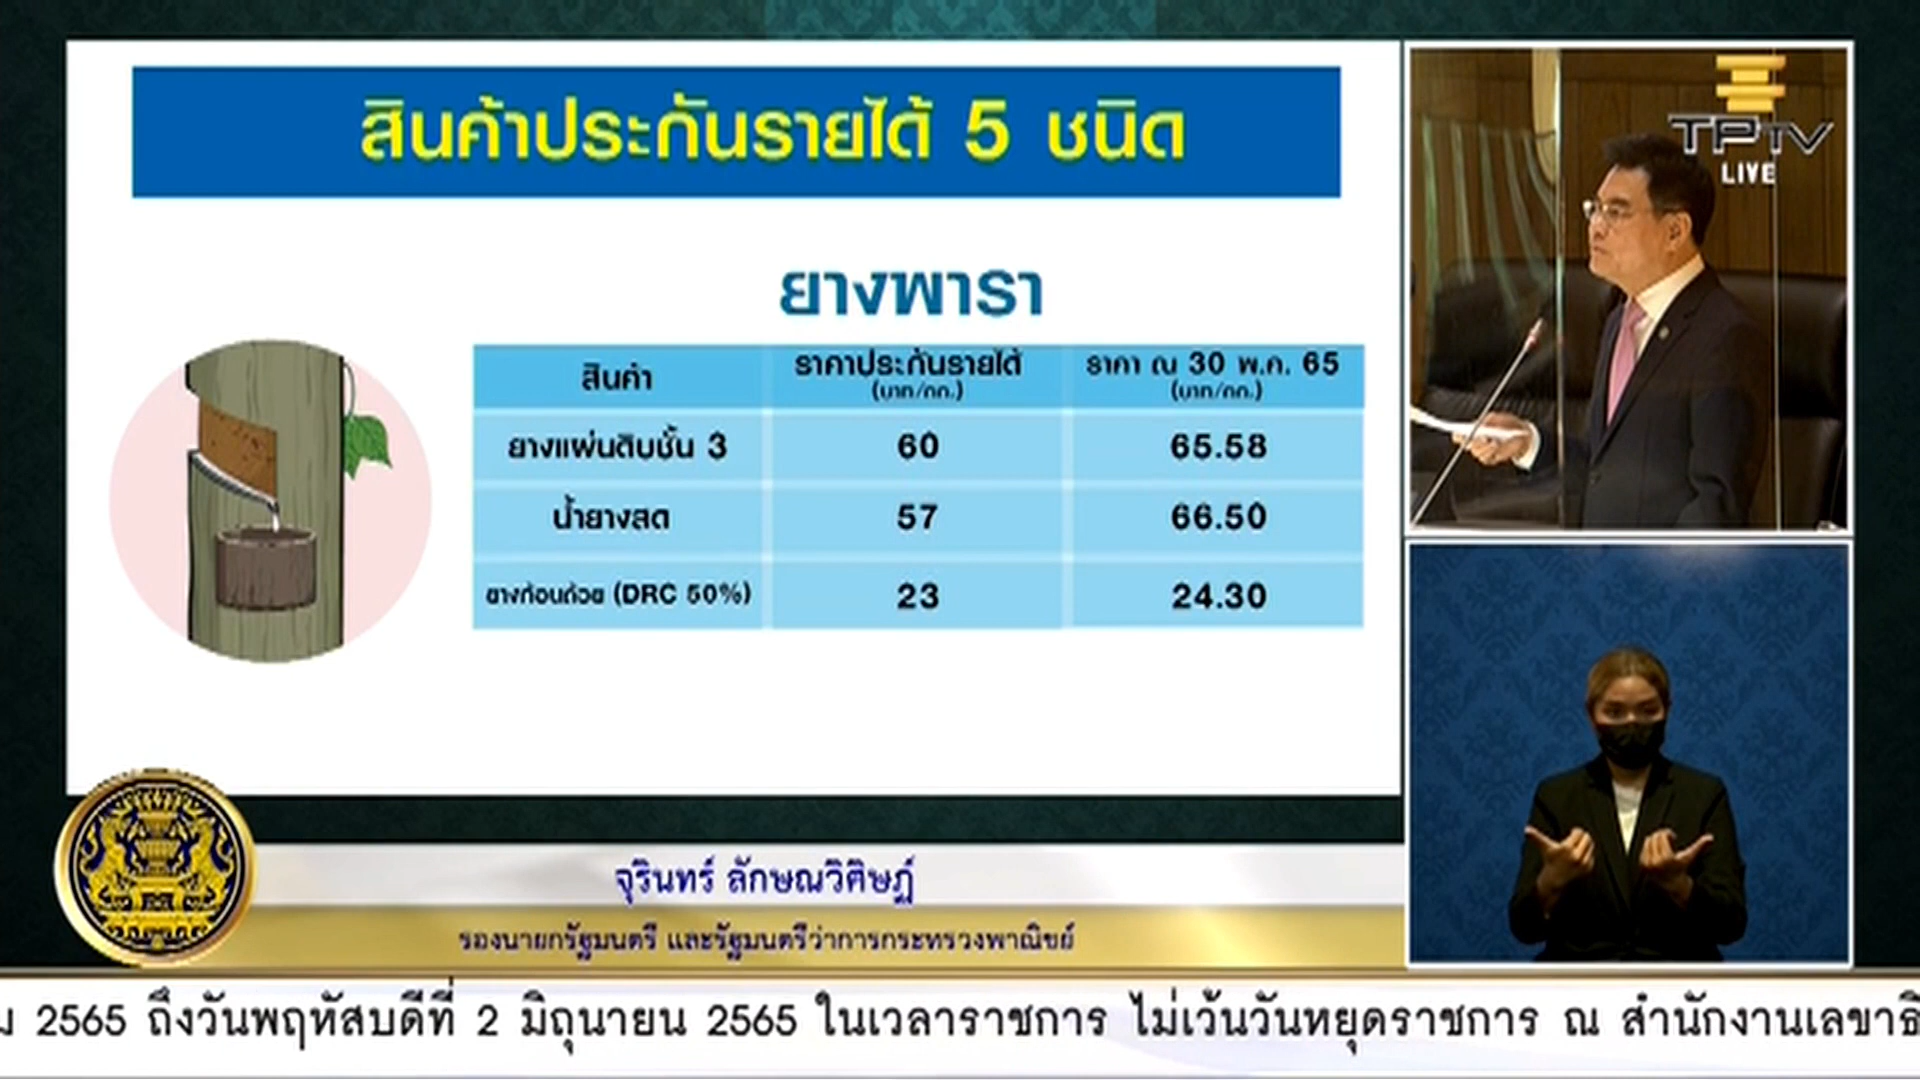 สินค้าประกันรายได้ 5 ชนิด
ยางพารา
สินค้า ราคาประกันรายได้ (บาท/กก.) ราคา ณ 30 พ.ค. 65 (บาท/กก.)
ยางแผ่นดิบชั้น 3 60 65.58
น้ำยางสด 57 66.50
ยางก้อนถ้วย (DRC 50%) 23 24.30
TPTV
LIVE
จุรินทร์ ลักษณวิศิษฏ์
รองนายกรัฐมนตรี และรัฐมนตรีว่าการกระทรวงพาณิชย์
2565 ถึงวันพฤหัสบดีที่ 2 มิถุนายน 2565 ในเวลาราชการ ไม่เว้นวันหยุดราชการ ณ สำนักงานเลขาธิ